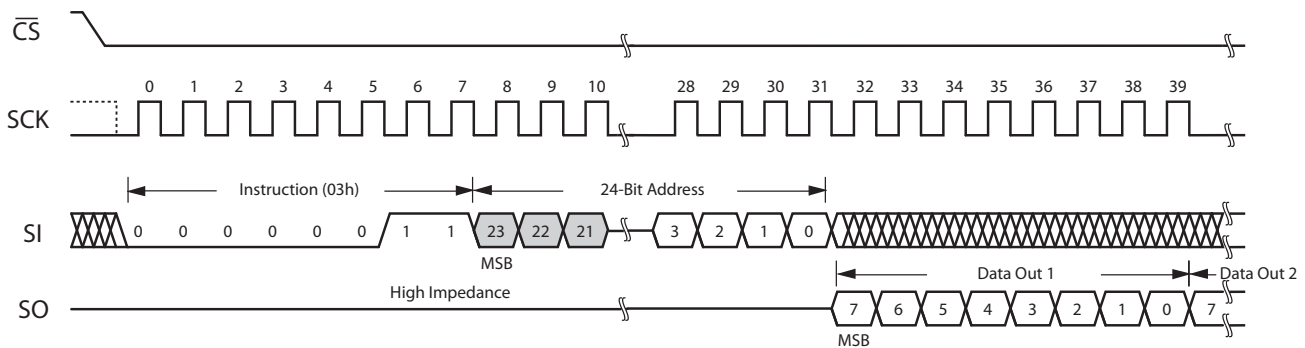 CS
SCK
0 1 2 3 4 5 6 7 8 9 10 28 29 30 31 32 33 34 35 36 37 38 39
Instruction (03h) 24-Bit Address
SI
0 0 0 0 0 0 1 1 23 22 21 3 2 1 0
MSB
Data Out 1 Data Out 2
High Impedance
SO
7 6 5 4 3 2 1 0 7
MSB